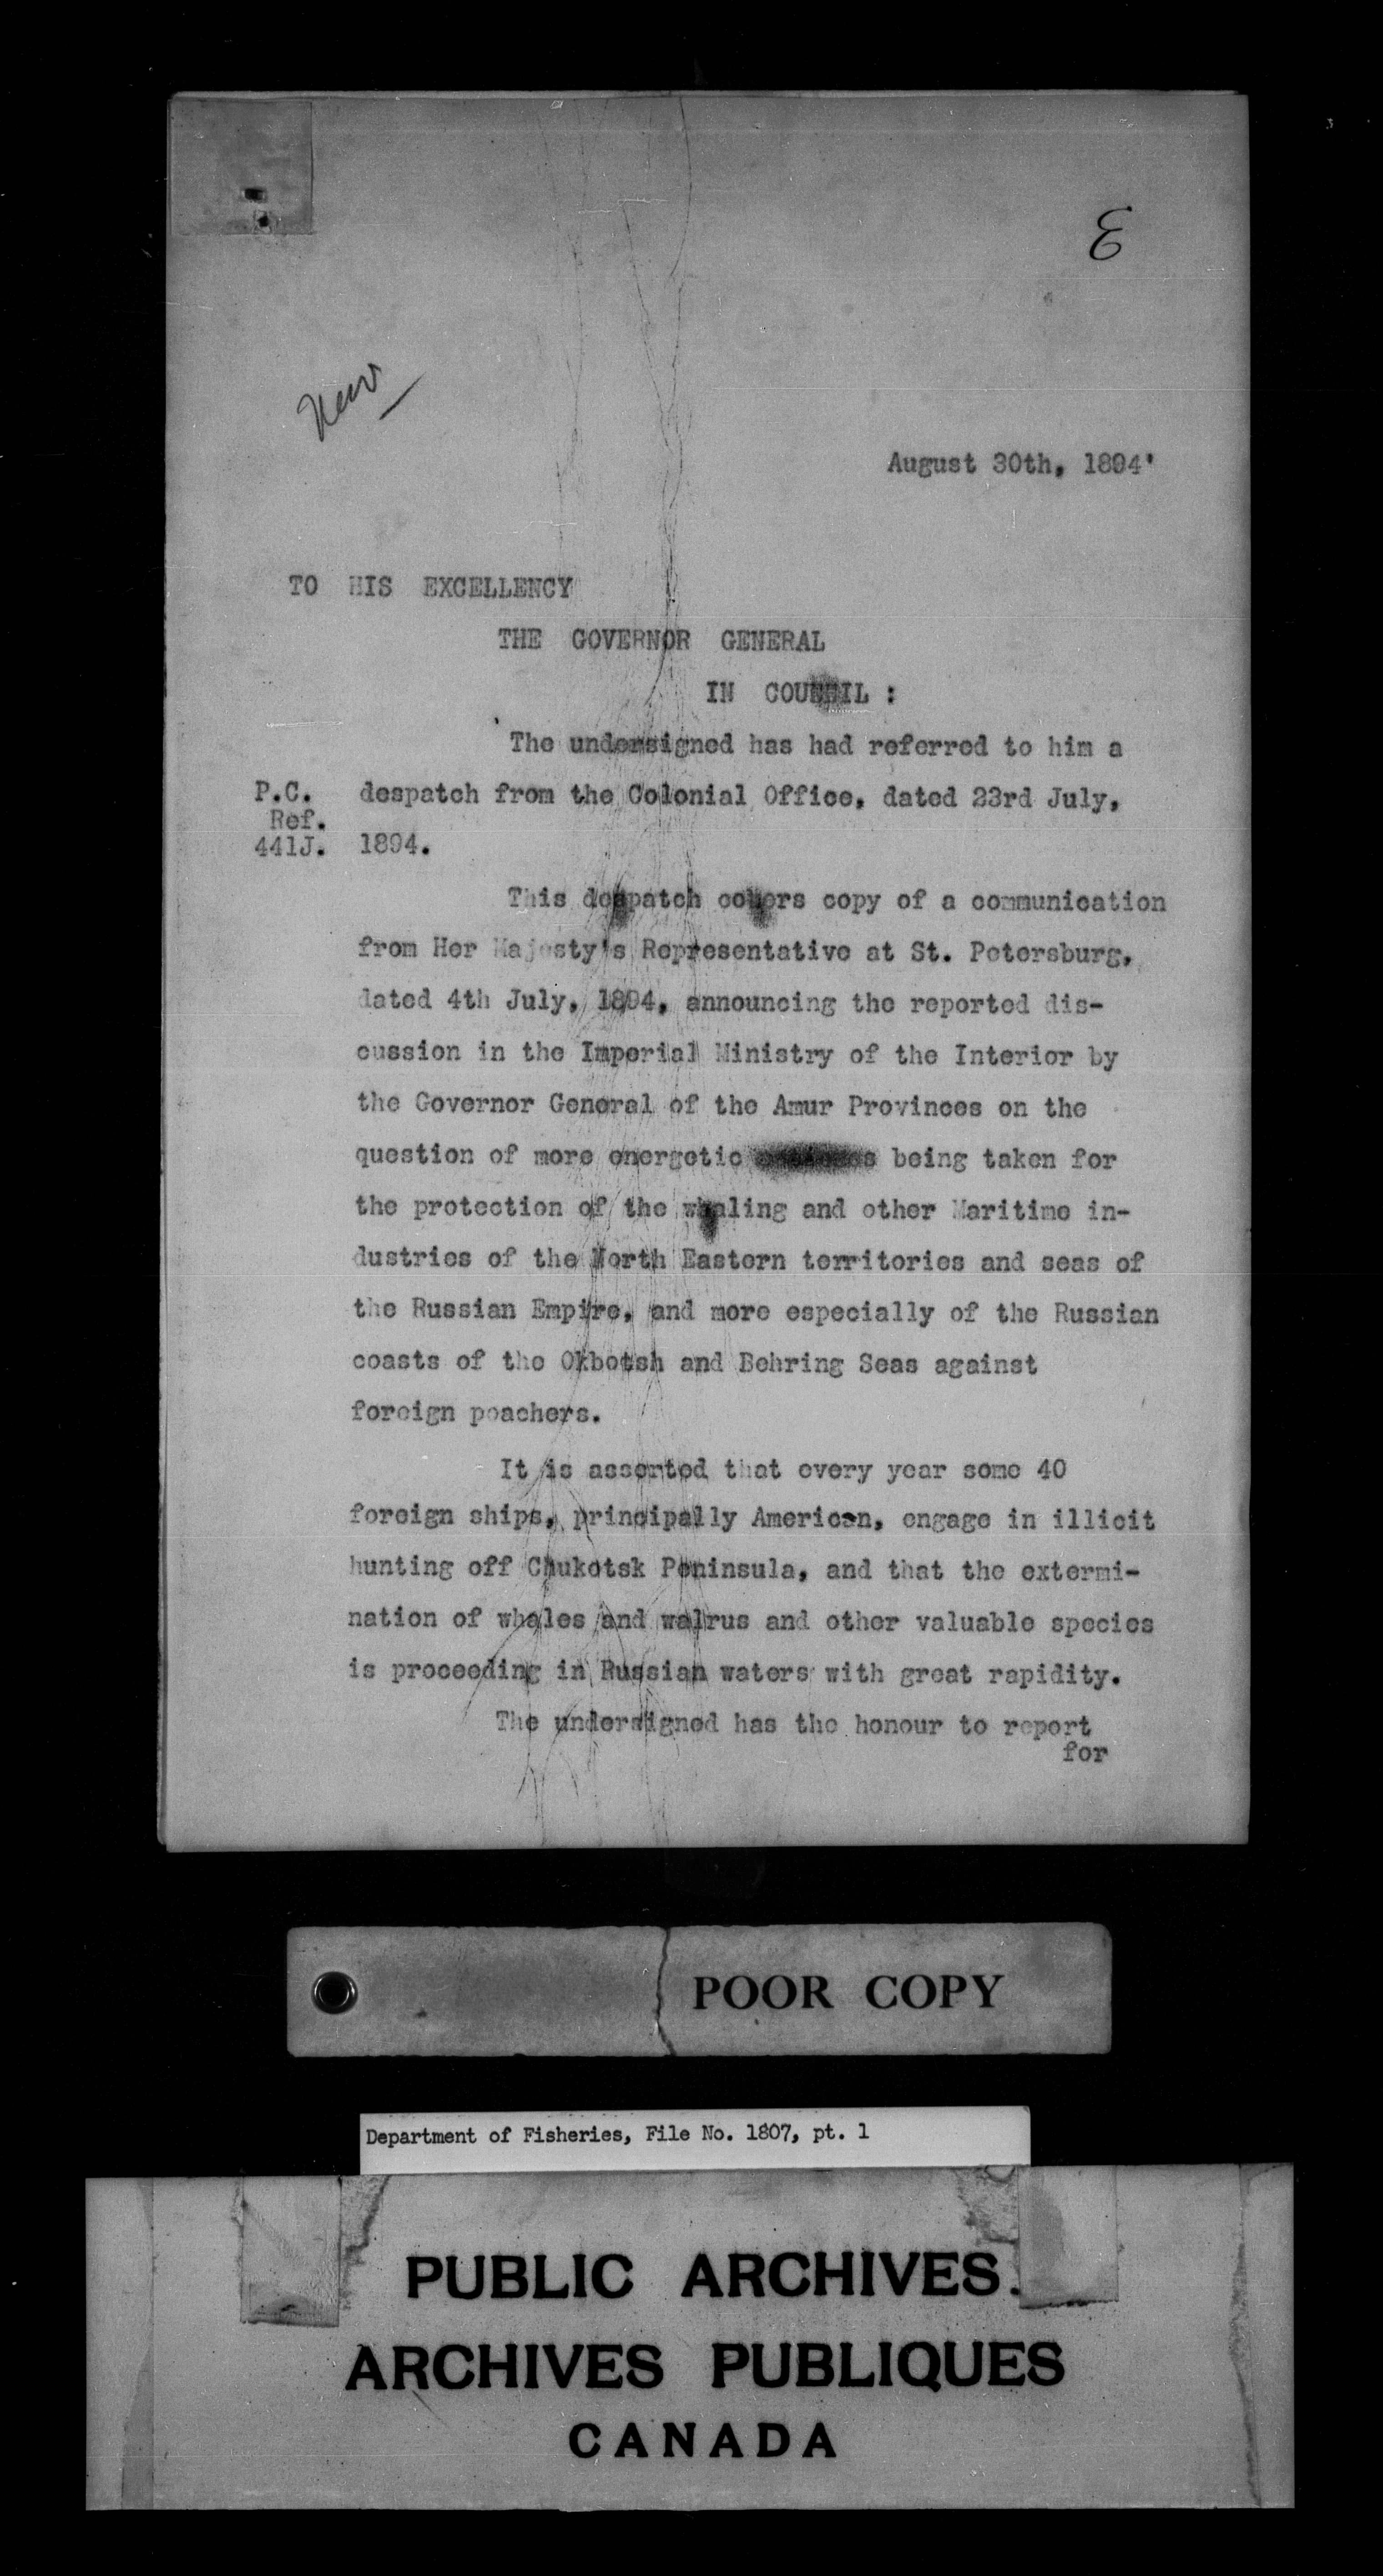 E
New
August 30th, 1894'
TO HIS EXCELLENCY
THE GOVERNOR GENERAL
IN COUNCIL :
The undersigned has had referred to him a
P.C. despatch from the Colonial Office, dated 23rd July,
Ref.
441J. 1894.
This despatch covers copy of a communication
from Her Majesty's Representative at St. Petersburg,
dated 4th July, 1894, announcing the reported dis-
cussion in the Imperial Ministry of the Interior by
the Governor General of the Amur Provinces on the
question of more energetic being taken for
the protection of the whaling and other Maritime in-
dustries of the North Eastern territories and seas of
the Russian Empire, and more especially of the Russian
coasts of the Okbotsh and Behring Seas against
foreign poachers.
It is asserted that every year some 40
foreign ships, principally American, engage in illicit
hunting off Chukotsk Peninsula, and that the extermi-
nation of whales and walrus and other valuable species
is proceeding in Russian waters with great rapidity.
The undersigned has the honour to report
for
POOR COPY
Department of Fisheries, File No. 1807, pt. 1
PUBLIC ARCHIVES
ARCHIVES PUBLIQUES
CANADA